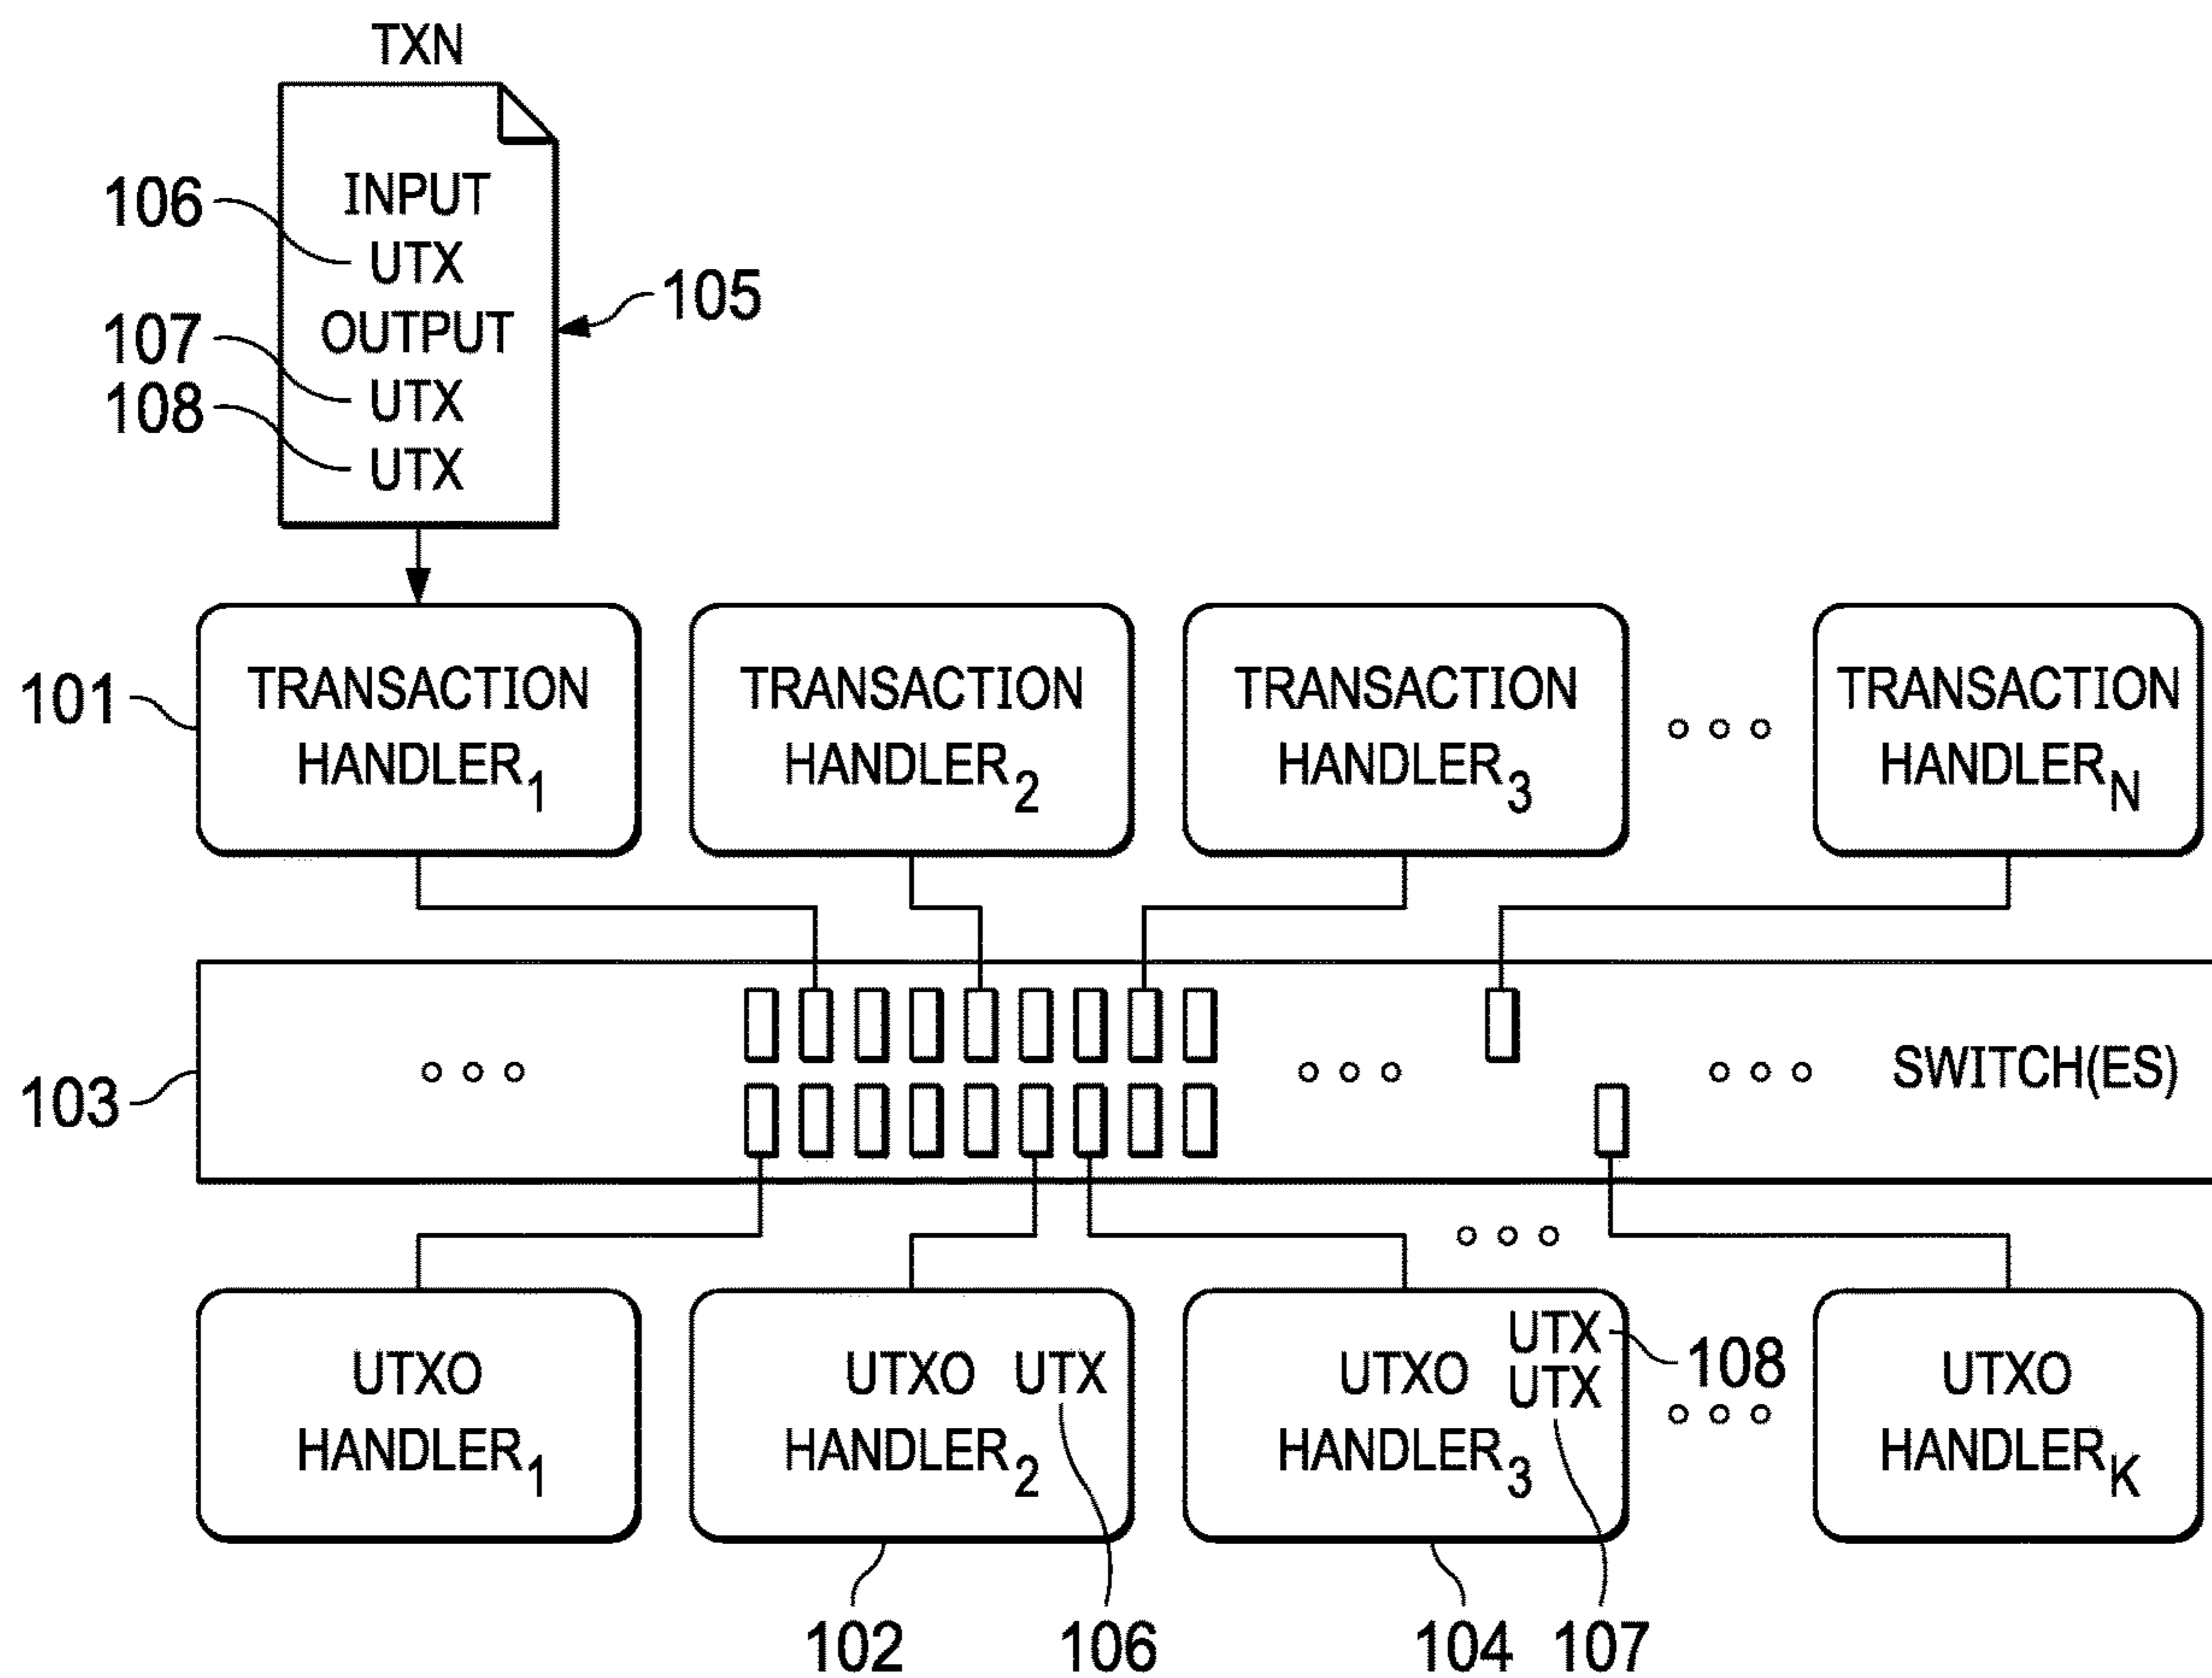 TXN
INPUT
106
UTX
105
OUTPUT
107
UTX
108
UTX
101
TRANSACTION
HANDLER1
TRANSACTION
HANDLER2
TRANSACTION
HANDLER3
TRANSACTION
HANDLERN
103
SWITCH(ES)
UTXO
HANDLER1
UTXO
HANDLER2
UTX
UTXO
HANDLER3
UTX
UTX
108
UTXO
HANDLERK
102
106
104
107